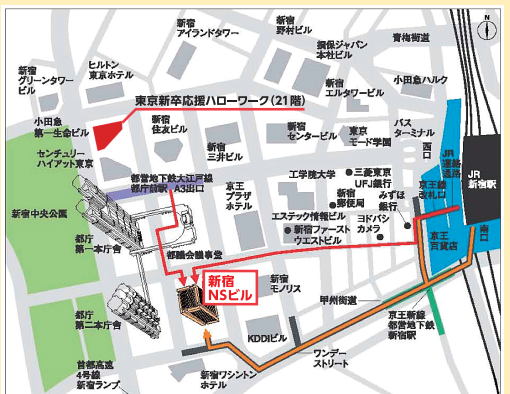 新宿
アイランドタワー
新宿
野村ビル
損保ジャパン
本社ビル
青梅街道
N
新宿
グリーンタワー
ビル
ヒルトン
東京ホテル
新宿
エルタワービル
小田急ハルク
東京新卒応援ハローワーク(21階)
小田急
第一生命ビル
新宿
住友ビル
新宿
センタービル
東京
モード学園
バス
ターミナル
西口
センチュリー
ハイアット東京
新宿
三井ビル
JR
連絡
通路
JR
新宿駅
都営地下鉄大江戸線
都庁前駅、A3出口
京王
プラザ
ホテル
工学院大学
三菱東京
UFJ銀行
京王線
改札口
新宿
郵便局
みずほ
銀行
新宿中央公園
エステック情報ビル
ヨドバシ
カメラ
新宿ファースト
ウエストビル
京王
百貨店
南口
都庁
第一本庁舎
都議会議事堂
新宿
NSビル
新宿
モノリス
甲州街道
都庁
第二本庁舎
KDDIビル
京王新線
都営地下鉄
新宿駅
ワンデー
ストリート
首都高速
4号線
新宿ランプ
新宿ワシントン
ホテル